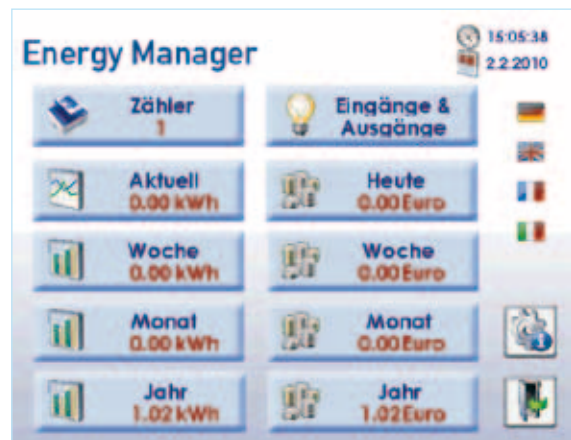 Energy Manager
15:05:38
2.2.2010
Zähler
1
Eingänge &
Ausgänge
Aktuell
0.00 kWh
Heute
0.00 Euro
Woche
0.00 kWh
Woche
0.00 Euro
Monat
0.00 kWh
Monat
0.00 Euro
Jahr
1.02 kWh
Jahr
1.02 Euro